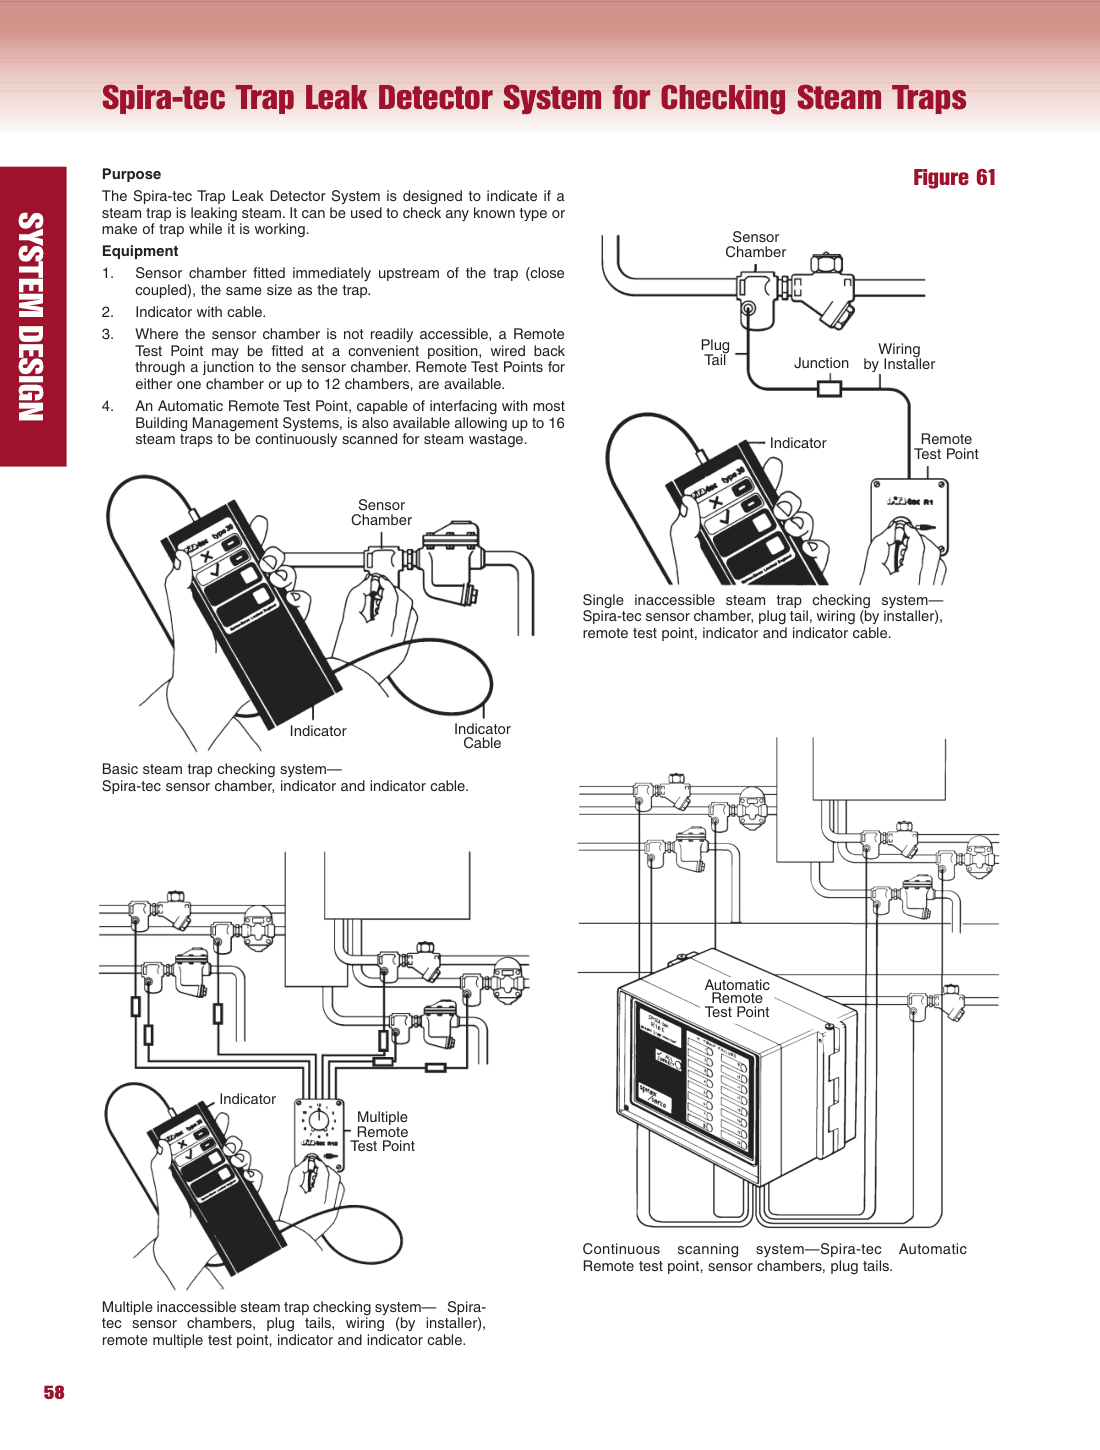 Spira-tec Trap Leak Detector System for Checking Steam Traps
SYSTEM DESIGN
Purpose
The Spira-tec Trap Leak Detector System is designed to indicate if a
steam trap is leaking steam. It can be used to check any known type or
make of trap while it is working.
Equipment
1. Sensor chamber fitted immediately upstream of the trap (close
coupled), the same size as the trap.
2. Indicator with cable.
3. Where the sensor chamber is not readily accessible, a Remote
Test Point may be fitted at a convenient position, wired back
through a junction to the sensor chamber. Remote Test Points for
either one chamber or up to 12 chambers, are available.
4. An Automatic Remote Test Point, capable of interfacing with most
Building Management Systems, is also available allowing up to 16
steam traps to be continuously scanned for steam wastage.
Sensor
Chamber
type 30
Indicator
Indicator
Cable
Basic steam trap checking system—
Spira-tec sensor chamber, indicator and indicator cable.
Figure 61
Sensor
Chamber
Plug
Tail
Junction
Wiring
by Installer
Indicator
Remote
Test Point
type 30
tec R1
Single inaccessible steam trap checking system—
Spira-tec sensor chamber, plug tail, wiring (by installer),
remote test point, indicator and indicator cable.
Indicator
Multiple
Remote
Test Point
Multiple inaccessible steam trap checking system— Spira-
tec sensor chambers, plug tails, wiring (by installer),
remote multiple test point, indicator and indicator cable.
Automatic
Remote
Test Point
spirax
sarco
Continuous scanning system—Spira-tec Automatic
Remote test point, sensor chambers, plug tails.
58